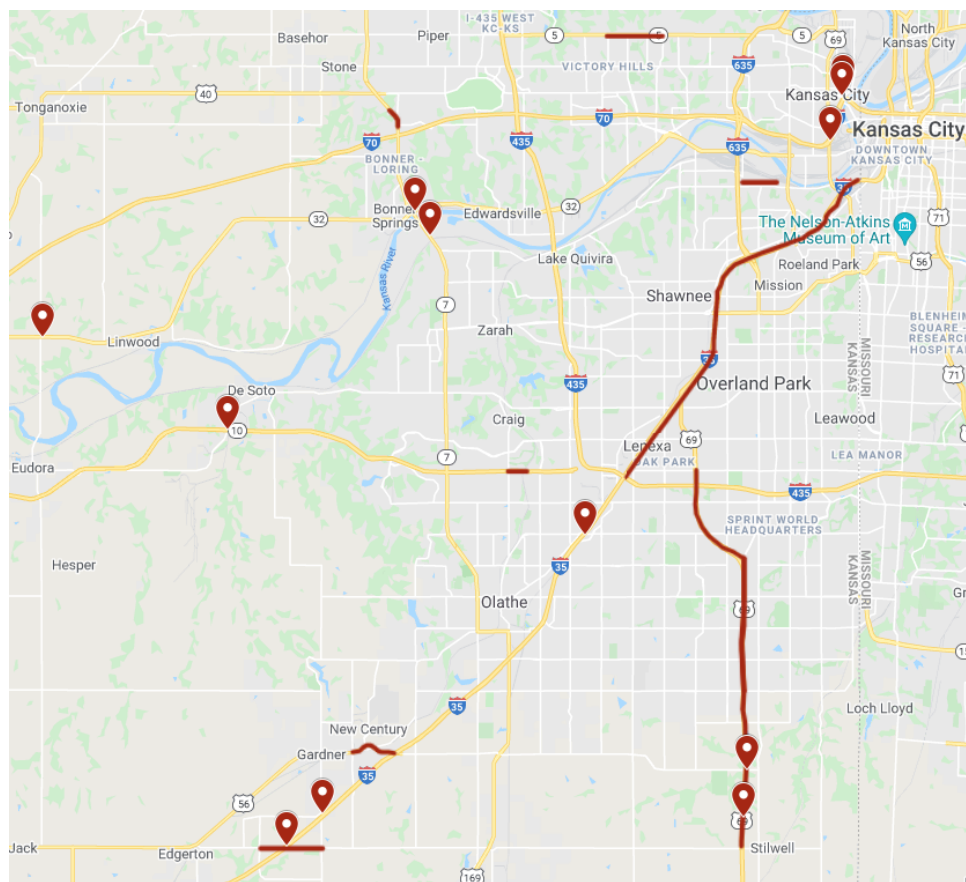 I-435 WEST
KC-KS
69
North
Kansas City
Basehor
Piper
5
5
5
Stone
VICTORY HILLS
635
40
Kansas City
Tonganoxie
70
70
435
635
Kansas City
DOWNTOWN
KANSAS CITY
BONNER -
LORING
35
Bonner
Springs
Edwardsville
32
32
71
The Nelson-Atkins
Museum of Art
Lake Quivira
Roeland Park
56
Kansas River
Mission
Shawnee
7
BLENHEIM
SQUARE -
RESEARCH
HOSPITAL
Zarah
Linwood
MISSOURI
KANSAS
35
71
435
Overland Park
De Soto
Craig
Leawood
10
Lenexa
69
7
OAK PARK
LEA MANOR
Eudora
435
SPRINT WORLD
HEADQUARTERS
Hesper
35
MISSOURI
KANSAS
Olathe
69
35
Loch Lloyd
New Century
Gardner
35
56
69
Jack
Edgerton
Stilwell
169